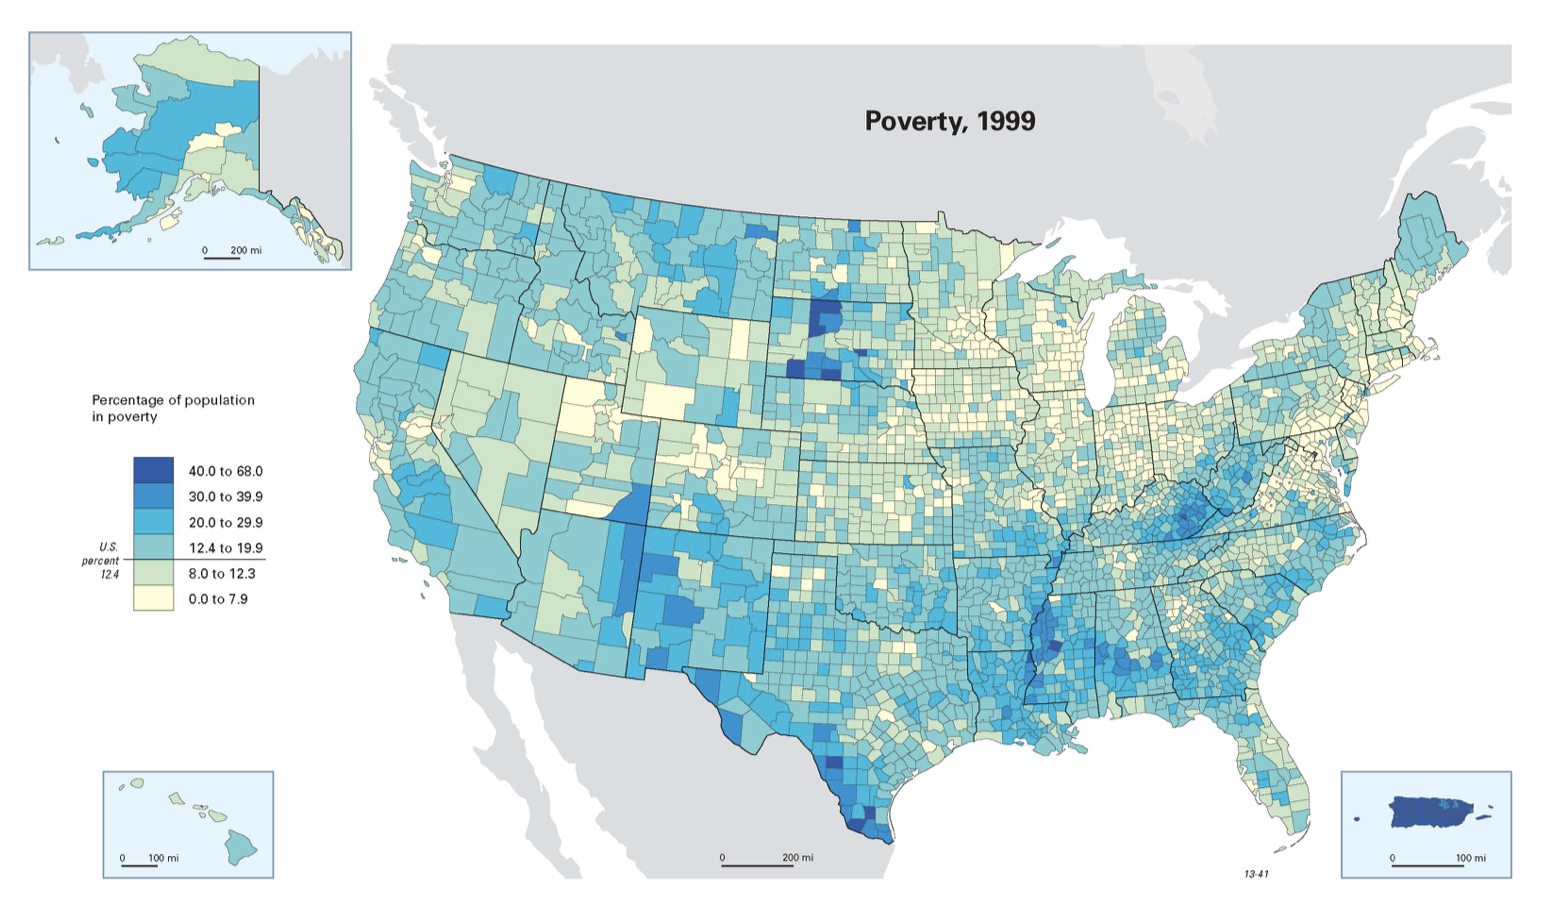 Poverty, 1999
0 200 mi
Percentage of population
in poverty
40.0 to 68.0
30.0 to 39.9
20.0 to 29.9
12.4 to 19.9
8.0 to 12.3
0.0 to 7.9
U.S.
percent
12.4
0 100 mi
0 200 mi
13-41
0 100 mi